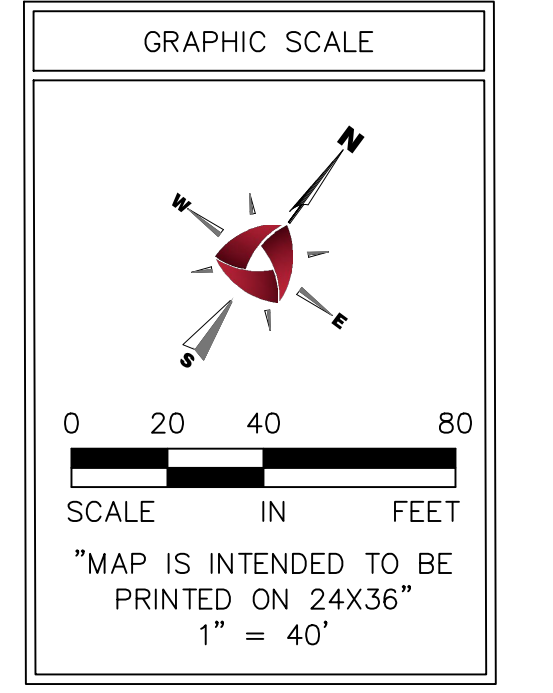 GRAPHIC SCALE
N
W
E
S
0 20 40 80
SCALE IN FEET
"MAP IS INTENDED TO BE
PRINTED ON 24X36"
1" = 40'